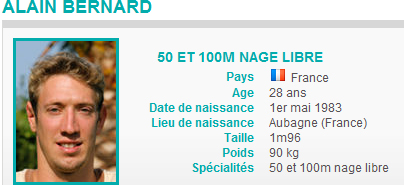 ALAIN BERNARD
50 ET 100M NAGE LIBRE
Pays France
Age 28 ans
Date de naissance 1er mai 1983
Lieu de naissance Aubagne (France)
Taille 1m96
Poids 90 kg
Spécialités 50 et 100m nage libre